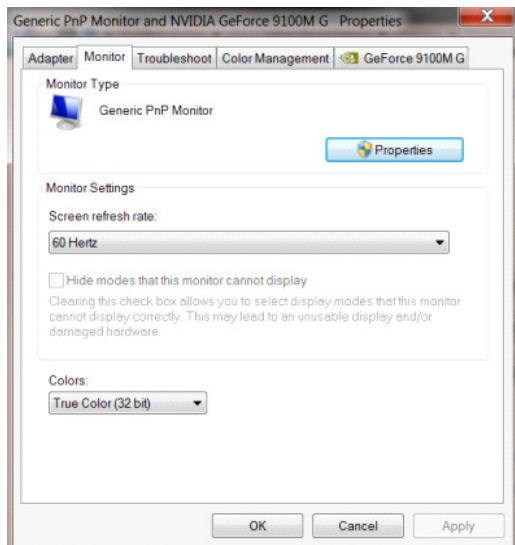 Generic PnP Monitor and NVIDIA GeForce 9100M G Properties
Adapter Monitor Troubleshoot Color Management GeForce 9100M G
Monitor Type
Generic PnP Monitor
Properties
Monitor Settings
Screen refresh rate:
60 Hertz
Hide modes that this monitor cannot display
Clearing this check box allows you to select display modes that this monitor
cannot display correctly. This may lead to an unusable display and/or
damaged hardware.
Colors:
True Color (32 bit)
OK Cancel Apply